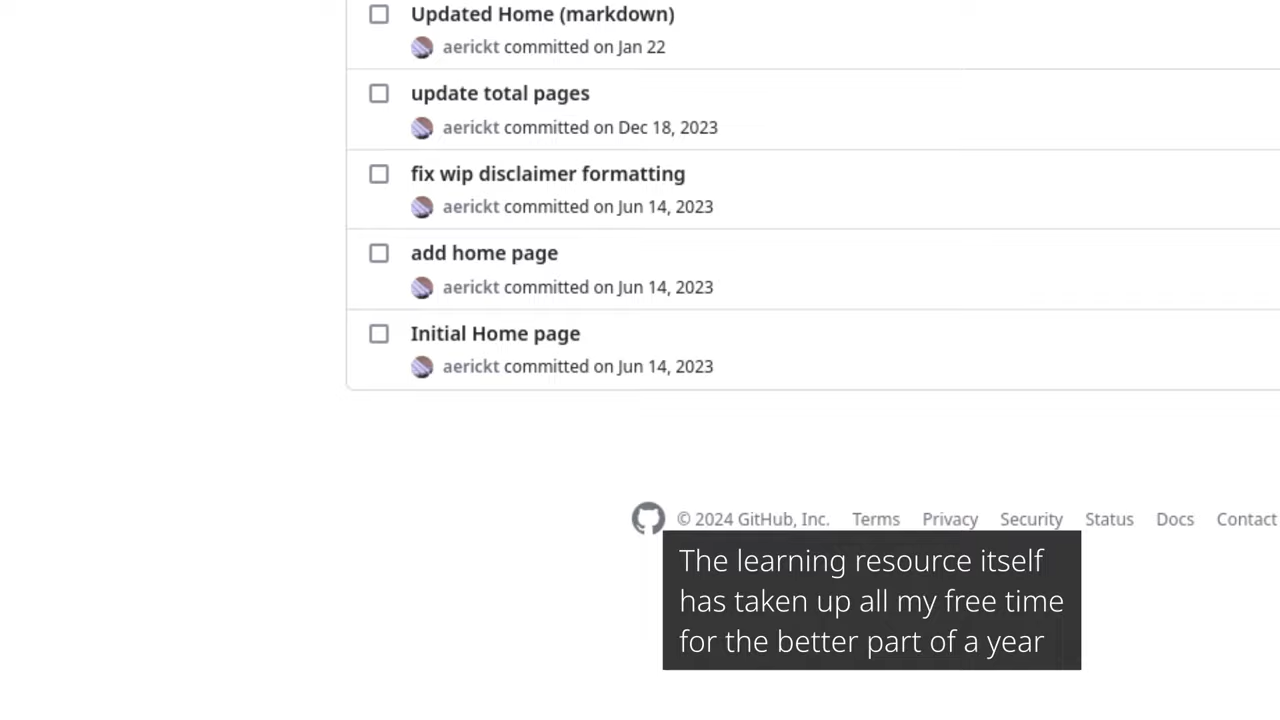 Updated Home (markdown)
aerickt committed on Jan 22
update total pages
aerickt committed on Dec 18, 2023
fix wip disclaimer formatting
aerickt committed on Jun 14, 2023
add home page
aerickt committed on Jun 14, 2023
Initial Home page
aerickt committed on Jun 14, 2023
© 2024 GitHub, Inc. Terms Privacy Security Status Docs Contact
The learning resource itself
has taken up all my free time
for the better part of a year